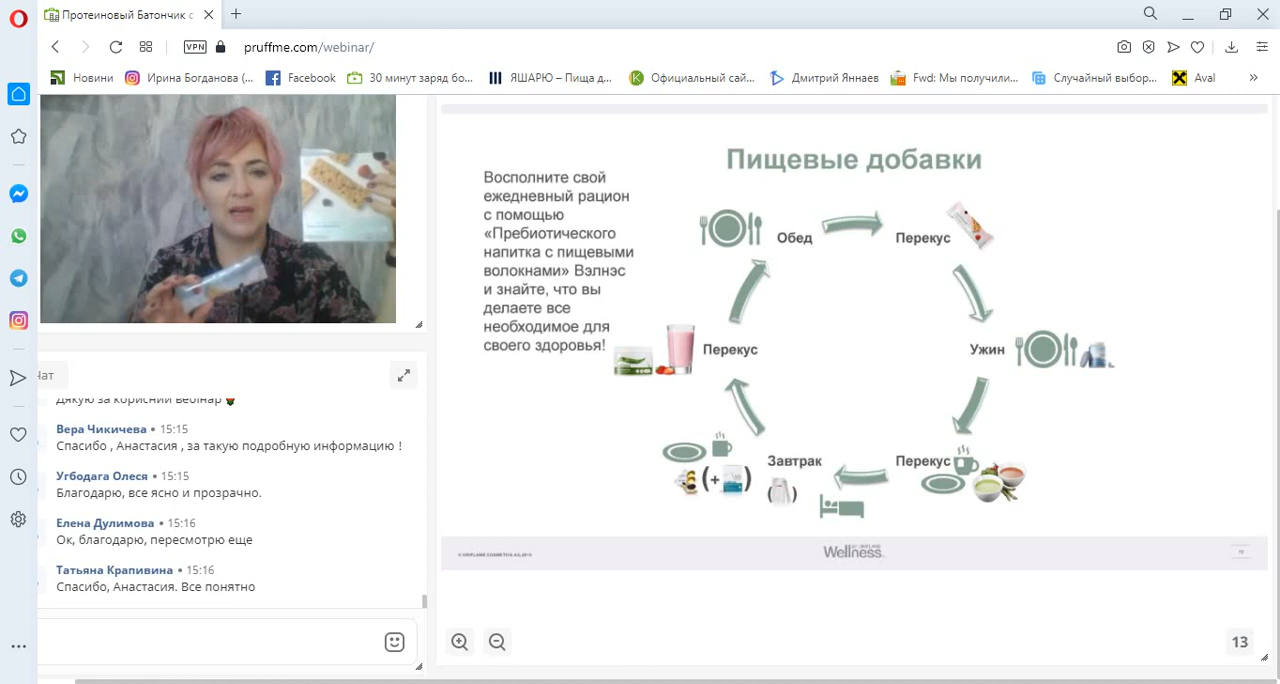 Протеиновый Батончик с
VPN
pruffme.com/webinar/
Новини
Ирина Богданова (...
Facebook
30 минут заряд бо...
ЯШАРЮ – Пища д...
Официальный сай...
Дмитрий Яннаев
Fwd: Мы получили...
Случайный выбор...
Aval
Пищевые добавки
Восполните свой
ежедневный рацион
с помощью
«Пребиотического
напитка с пищевыми
волокнами» Вэлнэс
и знайте, что вы
делаете все
необходимое для
своего здоровья!
Обед
Перекус
Перекус
Ужин
Завтрак
Перекус
(+ )
( )
Wellness
13
Чат
Дякую за корисний вебінар
Вера Чикичева • 15:15
Спасибо , Анастасия , за такую подробную информацию !
Угбодага Олеся • 15:15
Благодарю, все ясно и прозрачно.
Елена Дулимова • 15:16
Ок, благодарю, пересмотрю еще
Татьяна Крапивина • 15:16
Спасибо, Анастасия. Все понятно